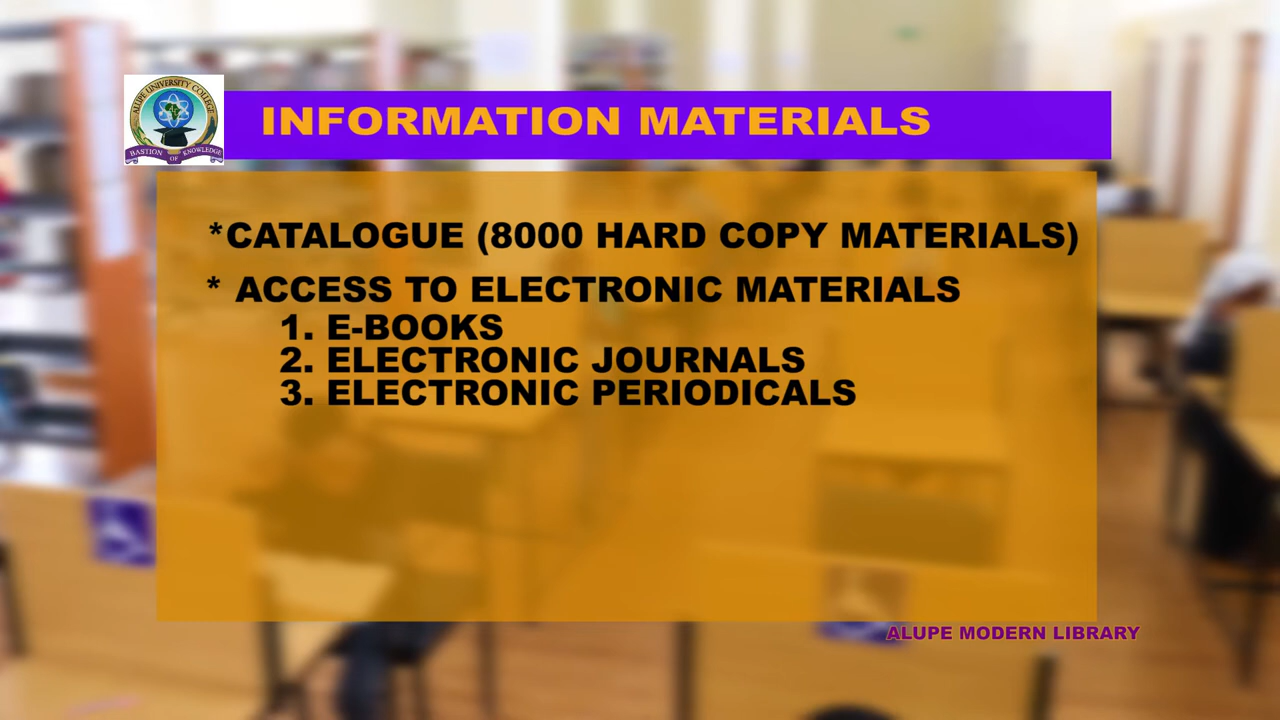 ALUPE UNIVERSITY COLLEGE
BASTION OF KNOWLEDGE
INFORMATION MATERIALS
*CATALOGUE (8000 HARD COPY MATERIALS)
* ACCESS TO ELECTRONIC MATERIALS
1. E-BOOKS
2. ELECTRONIC JOURNALS
3. ELECTRONIC PERIODICALS
ALUPE MODERN LIBRARY